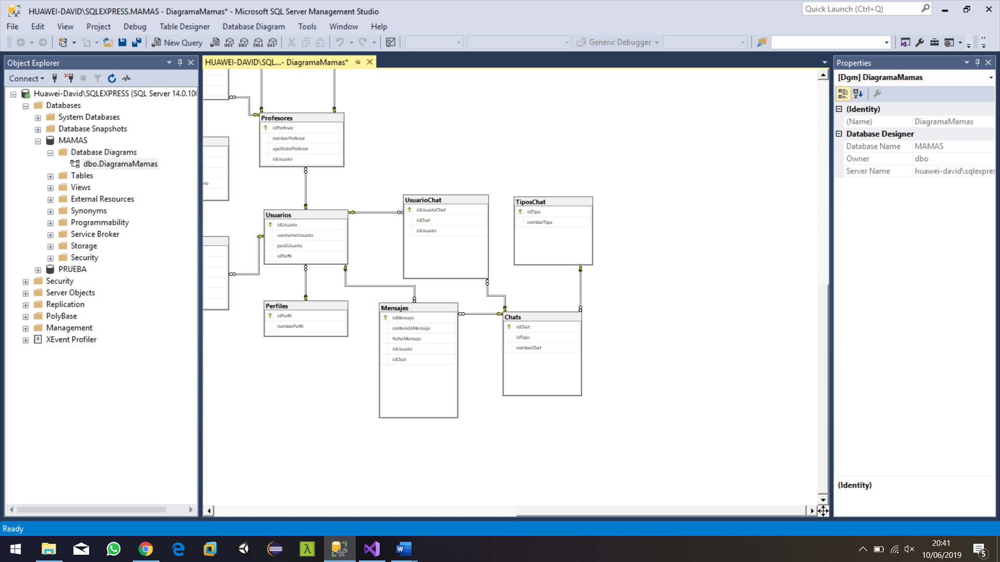 HUAWEI-DAVID\SQLEXPRESS.MAMAS - DiagramaMamas* - Microsoft SQL Server Management Studio
Quick Launch (Ctrl+Q)
File Edit View Project Debug Table Designer Database Diagram Tools Window Help
New Query
MDX DMX XMLA DAX
Generic Debugger
Object Explorer
Connect
Huawei-David\SQLEXPRESS (SQL Server 14.0.100
Databases
System Databases
Database Snapshots
MAMAS
Database Diagrams
dbo.DiagramaMamas
Tables
Views
External Resources
Synonyms
Programmability
Service Broker
Storage
Security
PRUEBA
Security
Server Objects
Replication
PolyBase
Management
XEvent Profiler
HUAWEI-DAVID\SQL...- DiagramaMamas*
Profesores
idProfesor
nombreProfesor
apellidosProfesor
idUsuario
no
Usuarios
idUsuario
usernameUsuario
passUsuario
idPerfil
Perfiles
idPerfil
nombrePerfil
UsuarioChat
idUsuarioChat
idChat
idUsuario
TiposChat
idTipo
nombreTipo
Mensajes
idMensaje
contenidoMensaje
fechaMensaje
idUsuario
idChat
Chats
idChat
idTipo
nombreChat
Properties
[Dgm] DiagramaMamas
(Identity)
(Name) DiagramaMamas
Database Designer
Database Name MAMAS
Owner dbo
Server Name huawei-david\sqlexpres
(Identity)
Ready
20:41
10/06/2019
5